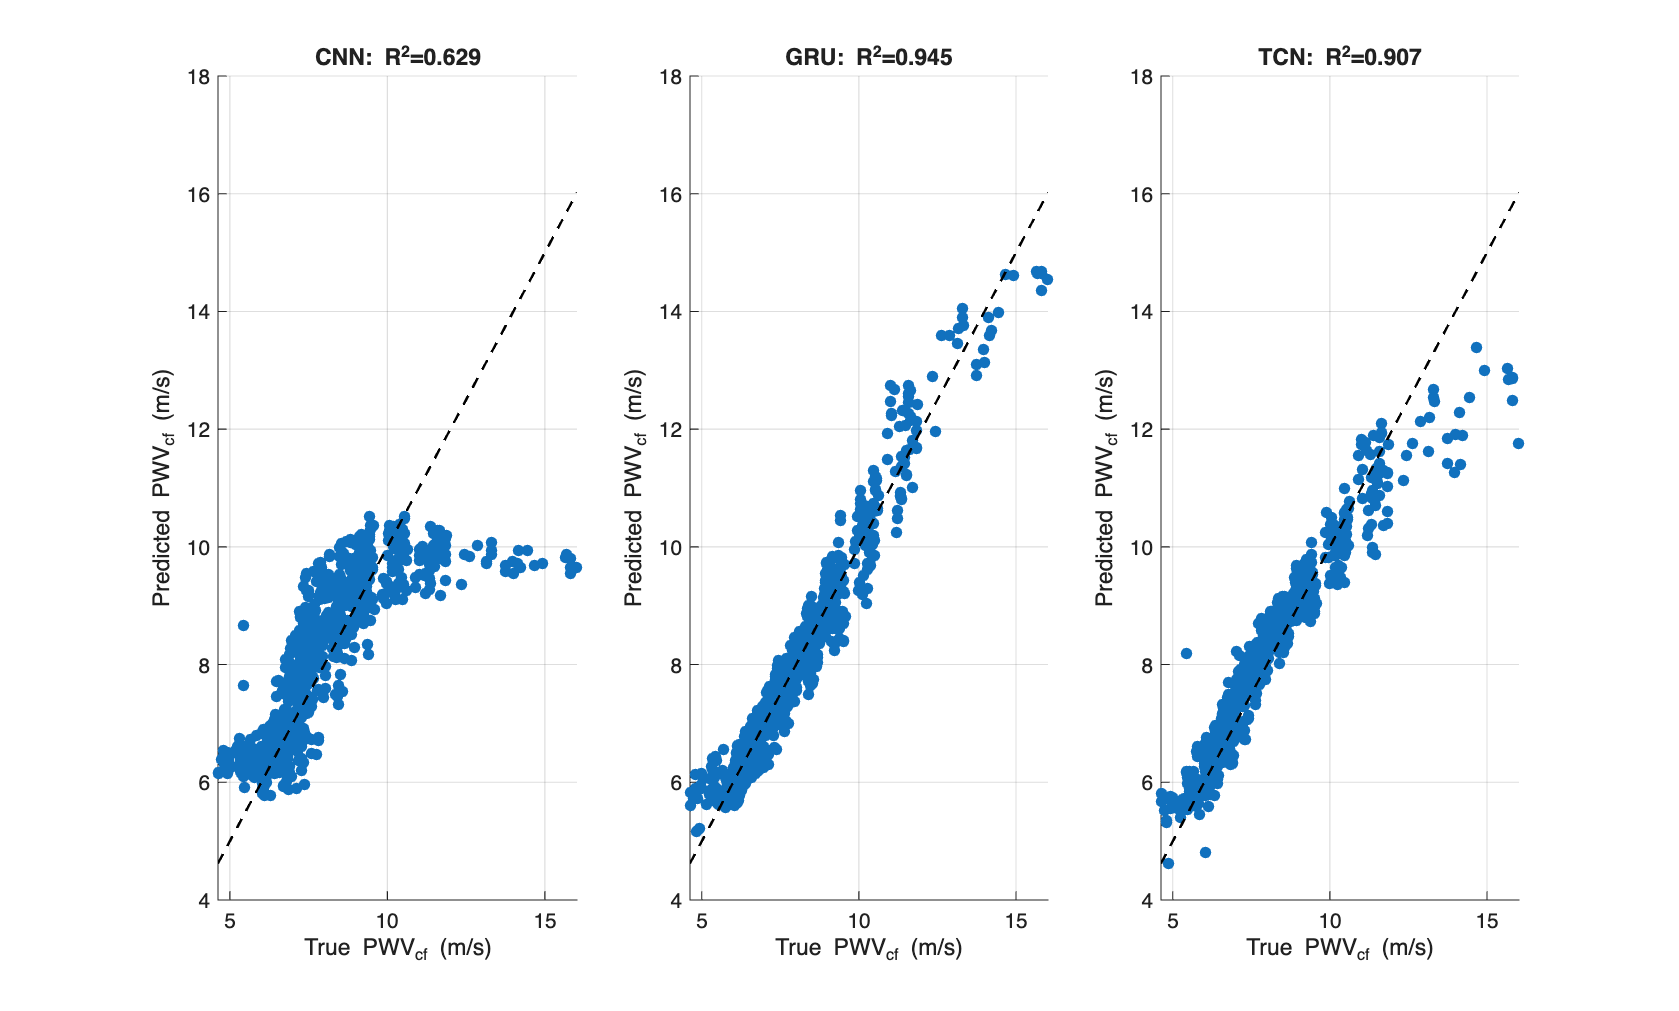 CNN: R²=0.629
18
16
14
12
10
8
6
4
5 10 15
Predicted PWVcf (m/s)
True PWVcf (m/s)
GRU: R²=0.945
18
16
14
12
10
8
6
4
5 10 15
Predicted PWVcf (m/s)
True PWVcf (m/s)
TCN: R²=0.907
18
16
14
12
10
8
6
4
5 10 15
Predicted PWVcf (m/s)
True PWVcf (m/s)